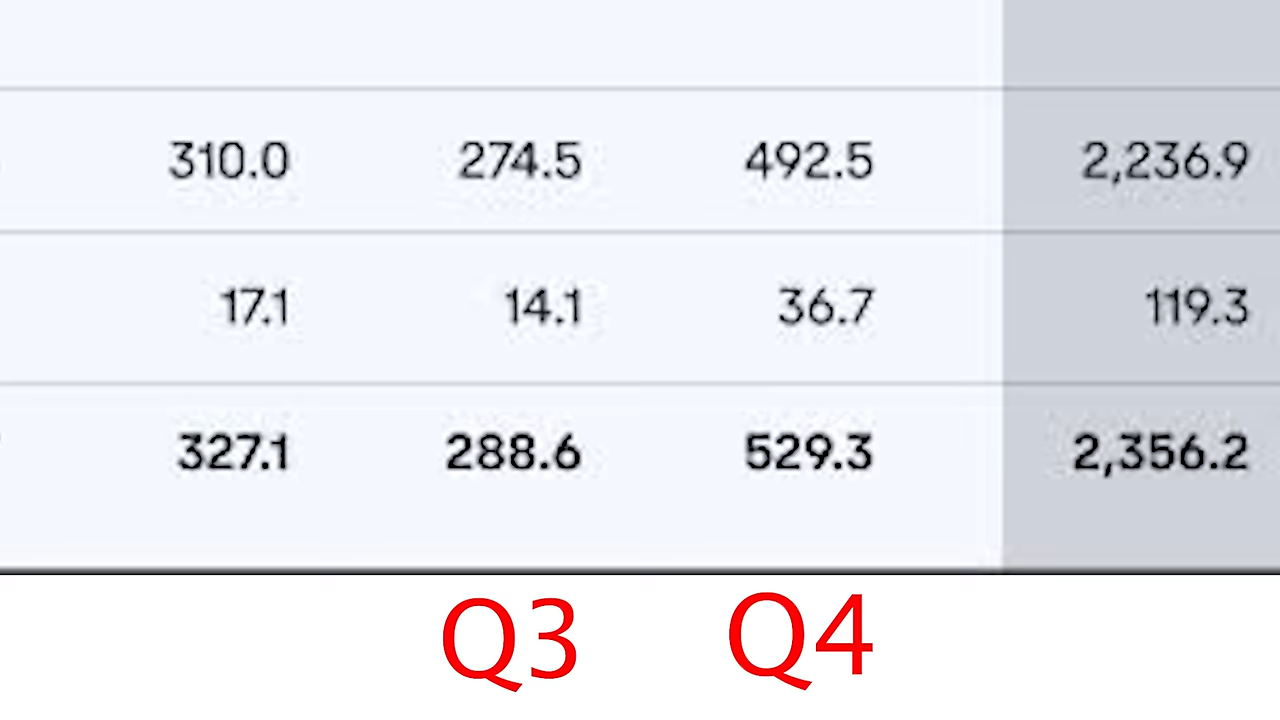 310.0 274.5 492.5 2,236.9
17.1 14.1 36.7 119.3
327.1 288.6 529.3 2,356.2
Q3 Q4